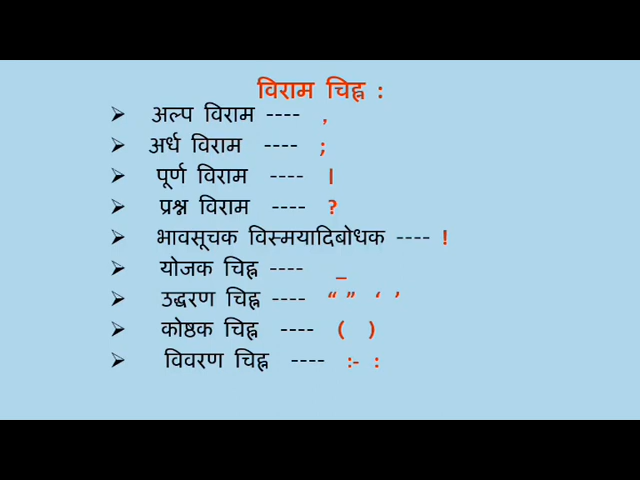 विराम चिह्न :
➢ अल्प विराम ---- ,
➢ अर्ध विराम ---- ;
➢ पूर्ण विराम ---- ।
➢ प्रश्न विराम ---- ?
➢ भावसूचक विस्मयादिबोधक ---- !
➢ योजक चिह्न ---- _
➢ उद्धरण चिह्न ---- “ ” ‘ ’
➢ कोष्ठक चिह्न ---- ( )
➢ विवरण चिह्न ---- :- :